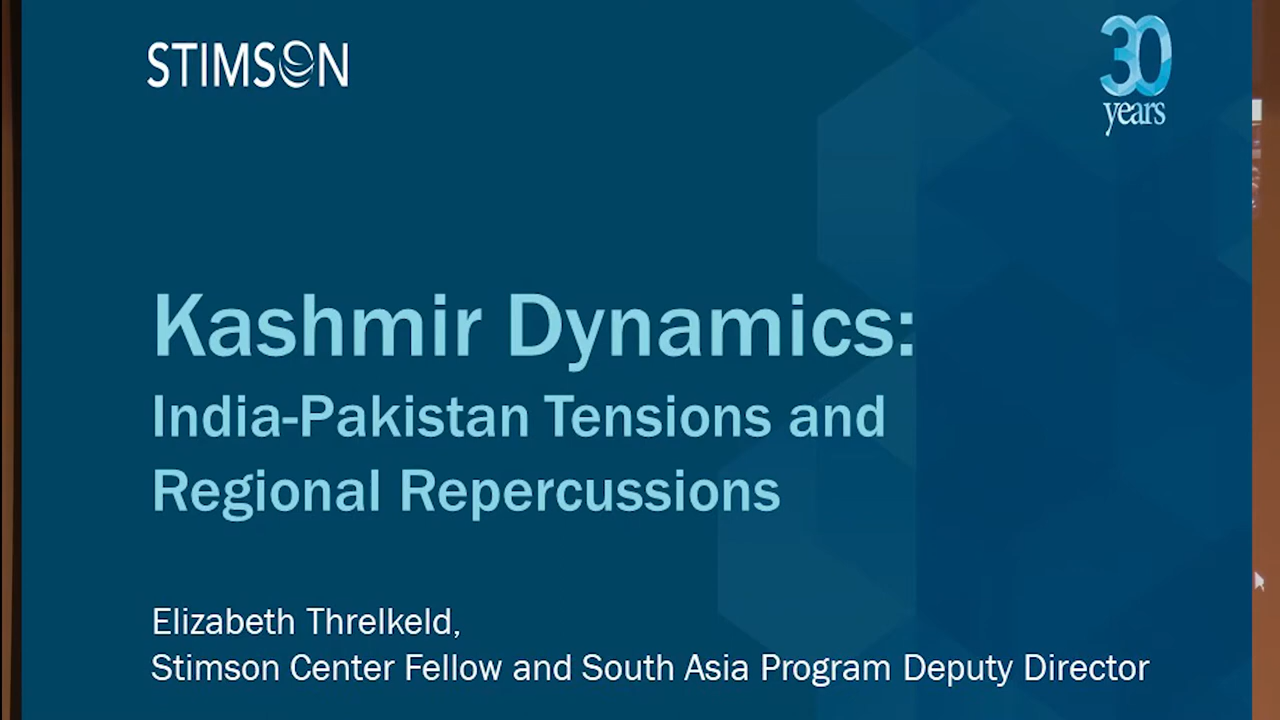 STIMSON
30
years
Kashmir Dynamics:
India-Pakistan Tensions and
Regional Repercussions
Elizabeth Threlkeld,
Stimson Center Fellow and South Asia Program Deputy Director